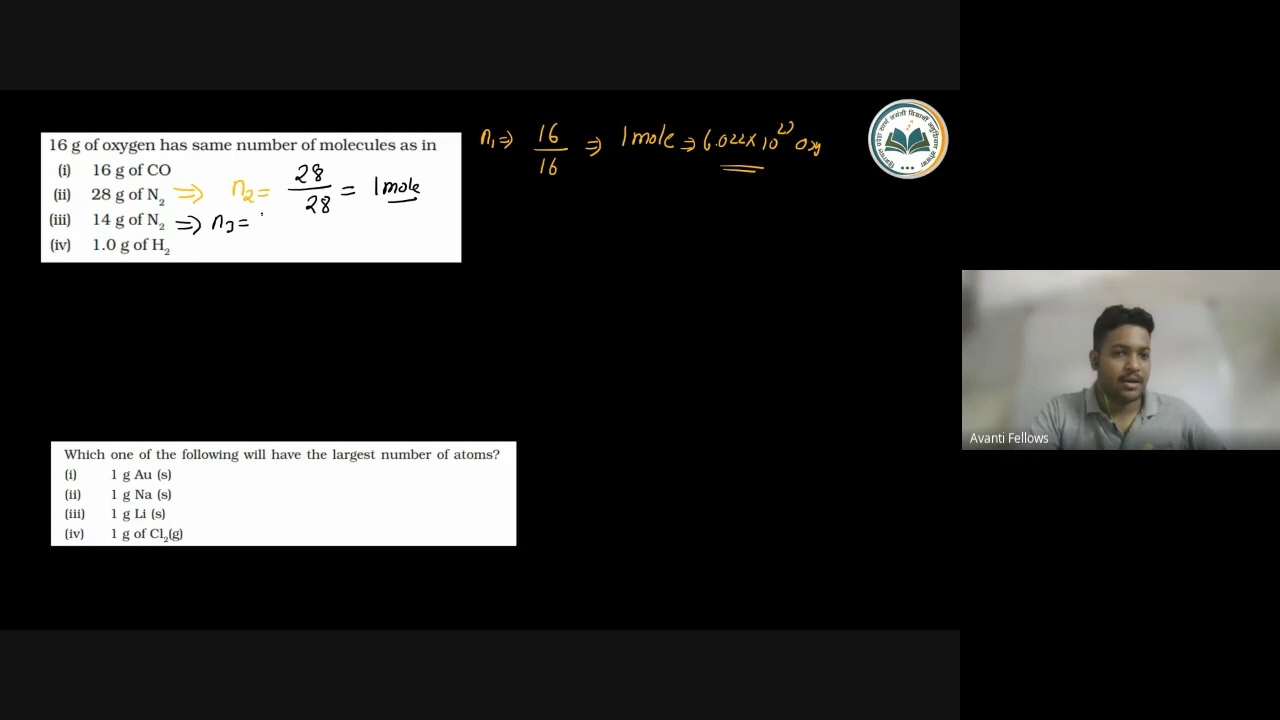 16 g of oxygen has same number of molecules as in
(i) 16 g of CO
(ii) 28 g of N₂ ⇒ n₂ = 28/28 = 1 mole
(iii) 14 g of N₂ ⇒ n₃ =
(iv) 1.0 g of H₂
n₁ ⇒ 16/16 ⇒ 1 mole ⇒ 6.022 × 10²³ oxy
Which one of the following will have the largest number of atoms?
(i) 1 g Au (s)
(ii) 1 g Na (s)
(iii) 1 g Li (s)
(iv) 1 g of Cl₂(g)
Avanti Fellows